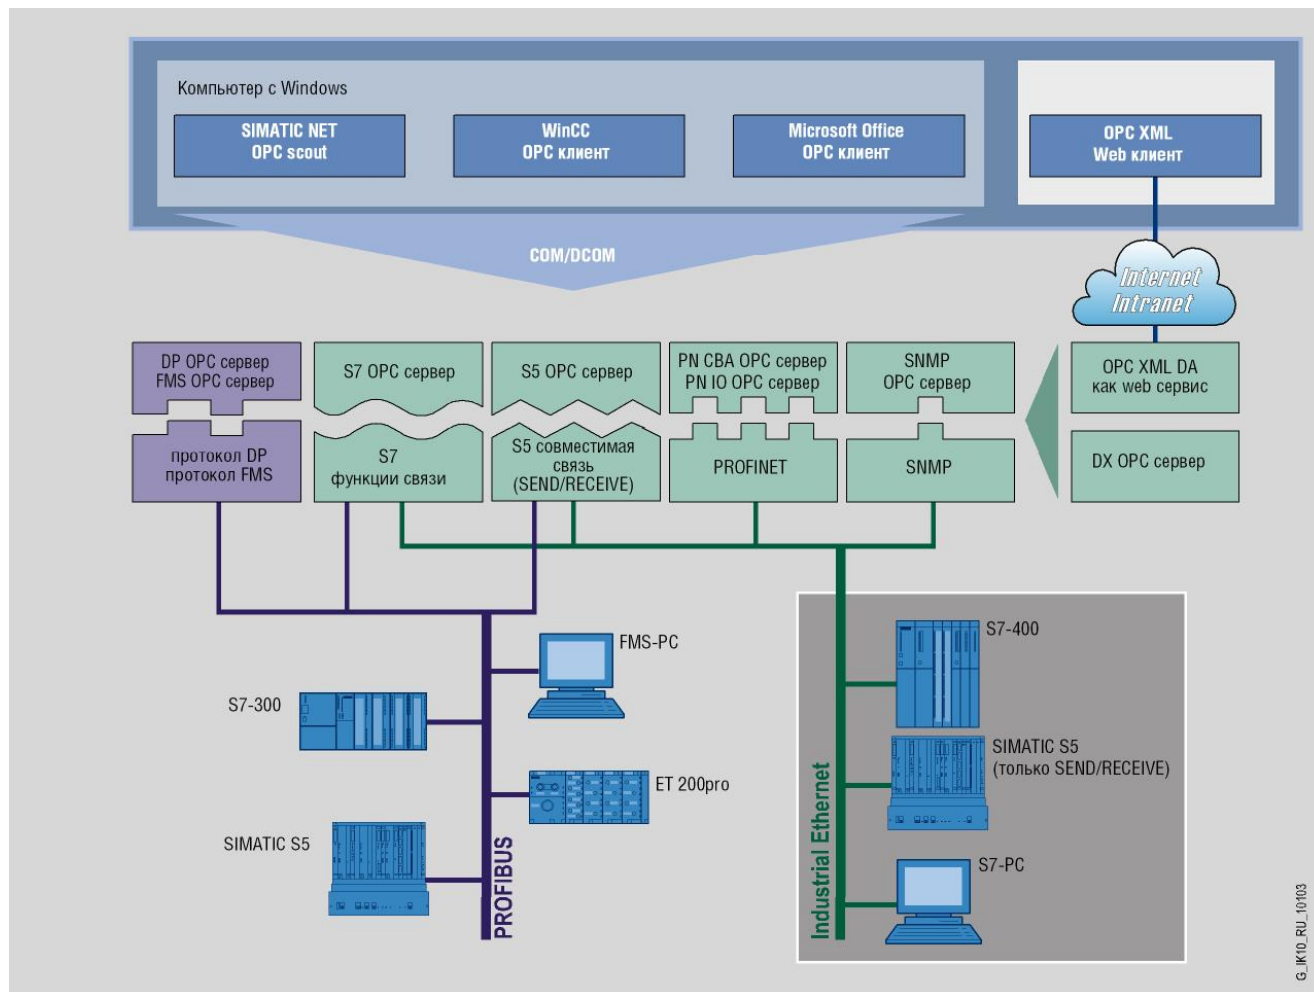 Компьютер с Windows
SIMATIC NET
OPC scout
WinCC
OPC клиент
Microsoft Office
OPC клиент
OPC XML
Web клиент
COM/DCOM
Internet
Intranet
DP OPC сервер
FMS OPC сервер
S7 OPC сервер
S5 OPC сервер
PN CBA OPC сервер
PN IO OPC сервер
SNMP
OPC сервер
OPC XML DA
как web сервис
протокол DP
протокол FMS
S7
функции связи
S5 совместимая
связь
(SEND/RECEIVE)
PROFINET
SNMP
DX OPC сервер
FMS-PC
S7-300
ET 200pro
SIMATIC S5
PROFIBUS
Industrial Ethernet
S7-400
SIMATIC S5
(только SEND/RECEIVE)
S7-PC
G_IK10_RU_10103